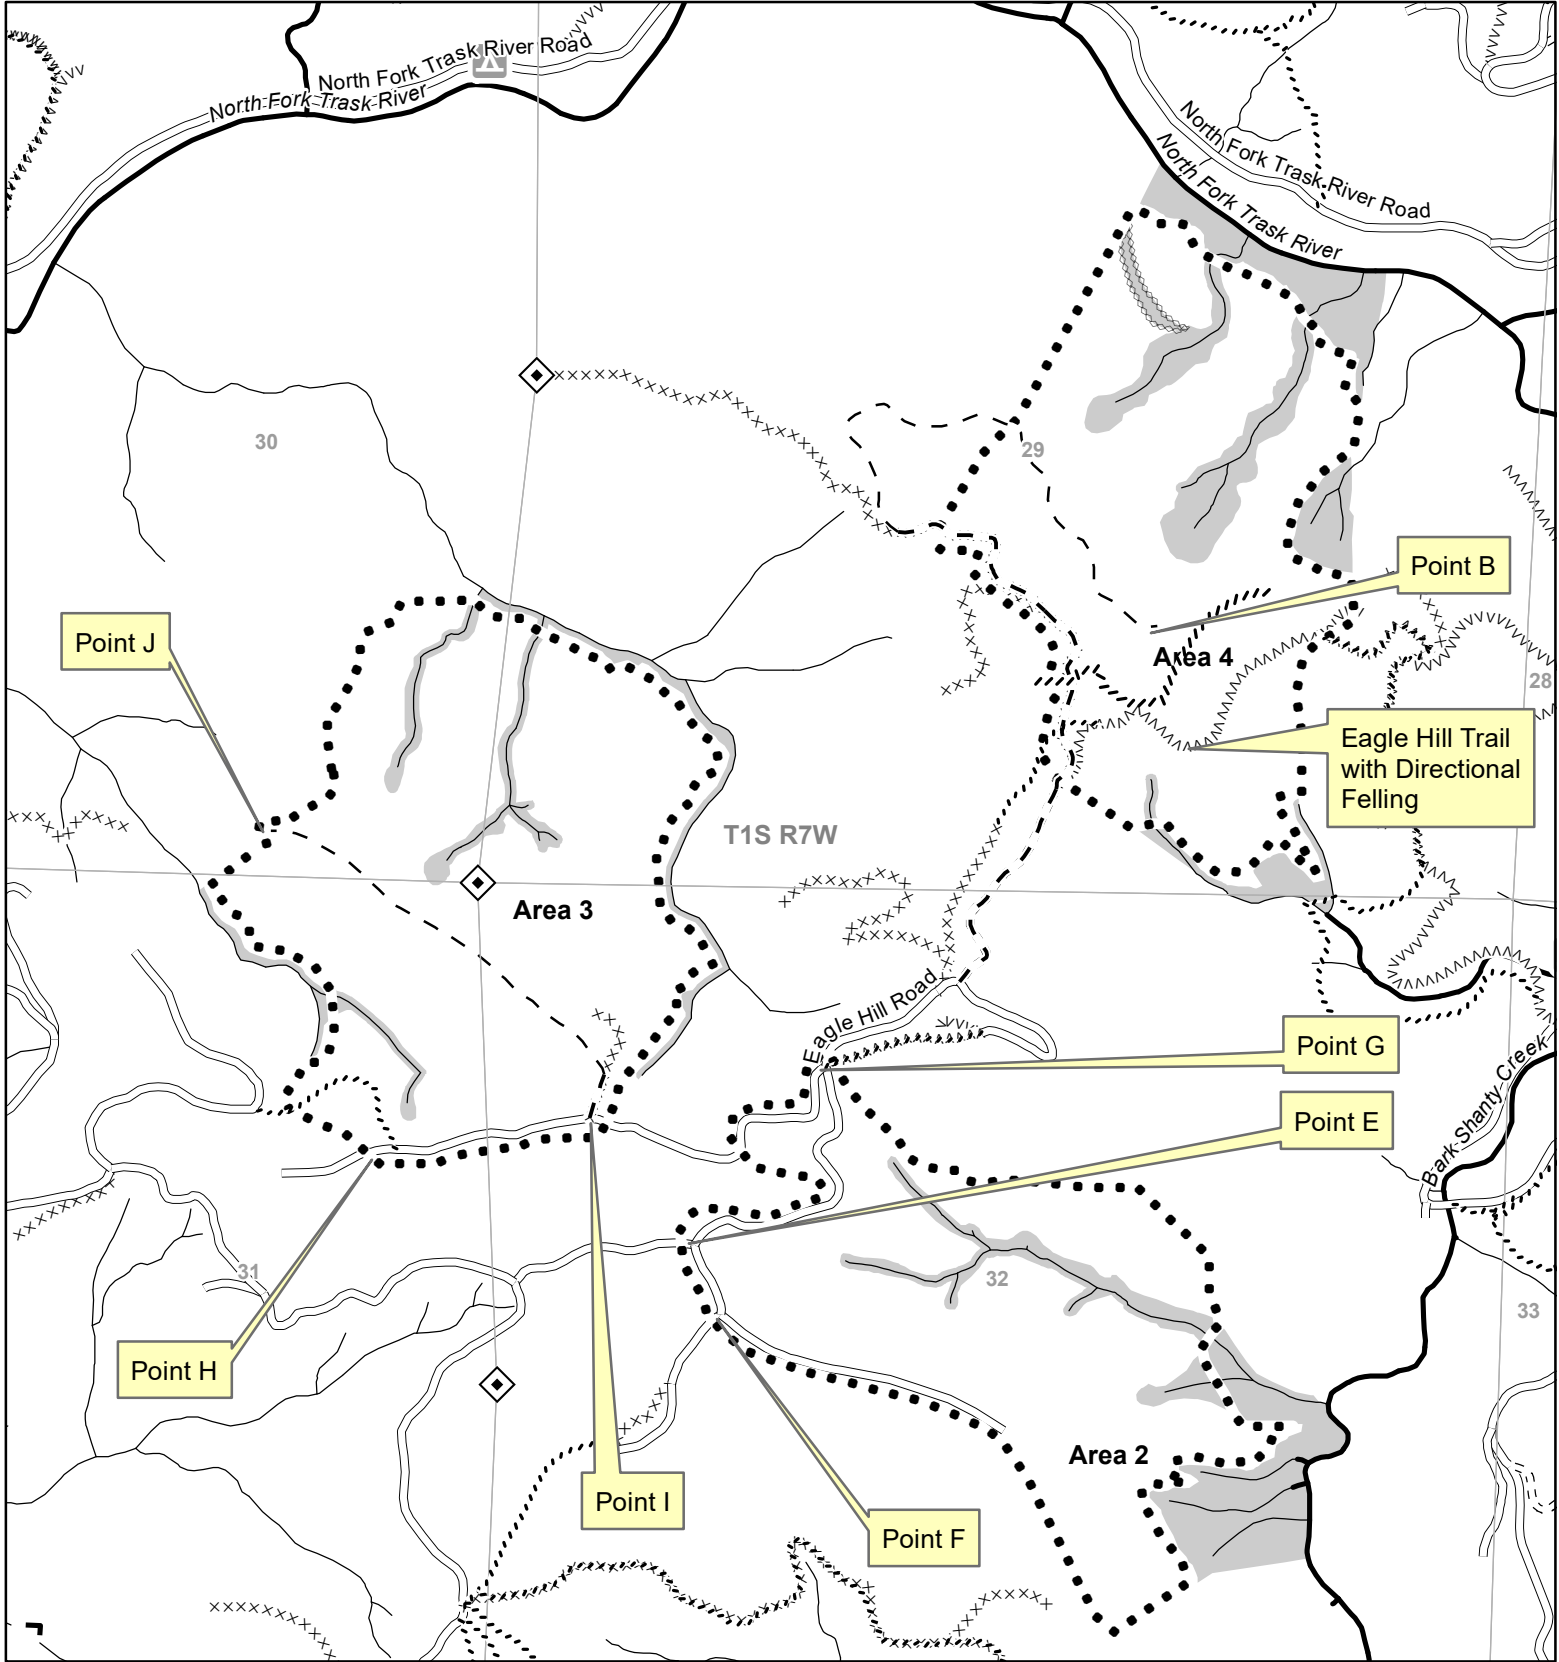 North Fork Trask River Road
North Fork Trask River
North Fork Trask River Road
North Fork Trask River
30
29
Point B
Point J
Area 4
28
Eagle Hill Trail
with Directional
Felling
T1S R7W
Area 3
Eagle Hill Road
Point G
Point E
Bark Shanty Creek
31
32
33
Point H
Area 2
Point I
Point F